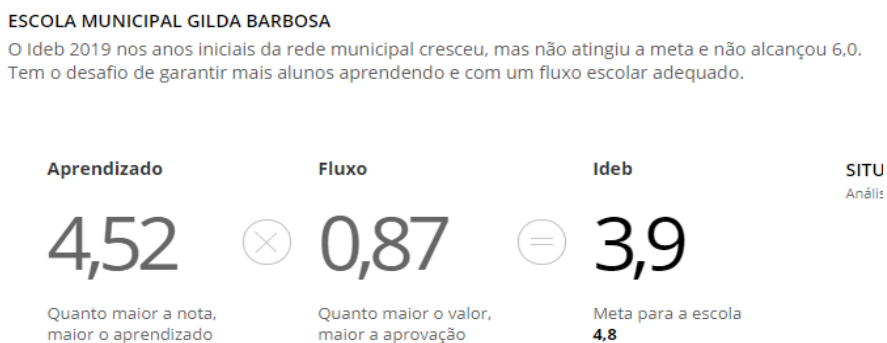 ESCOLA MUNICIPAL GILDA BARBOSA
O Ideb 2019 nos anos iniciais da rede municipal cresceu, mas não atingiu a meta e não alcançou 6,0.
Tem o desafio de garantir mais alunos aprendendo e com um fluxo escolar adequado.
Aprendizado
Fluxo
Ideb
SITU
Anális
4,52
0,87
3,9
Quanto maior a nota,
maior o aprendizado
Quanto maior o valor,
maior a aprovação
Meta para a escola
4,8